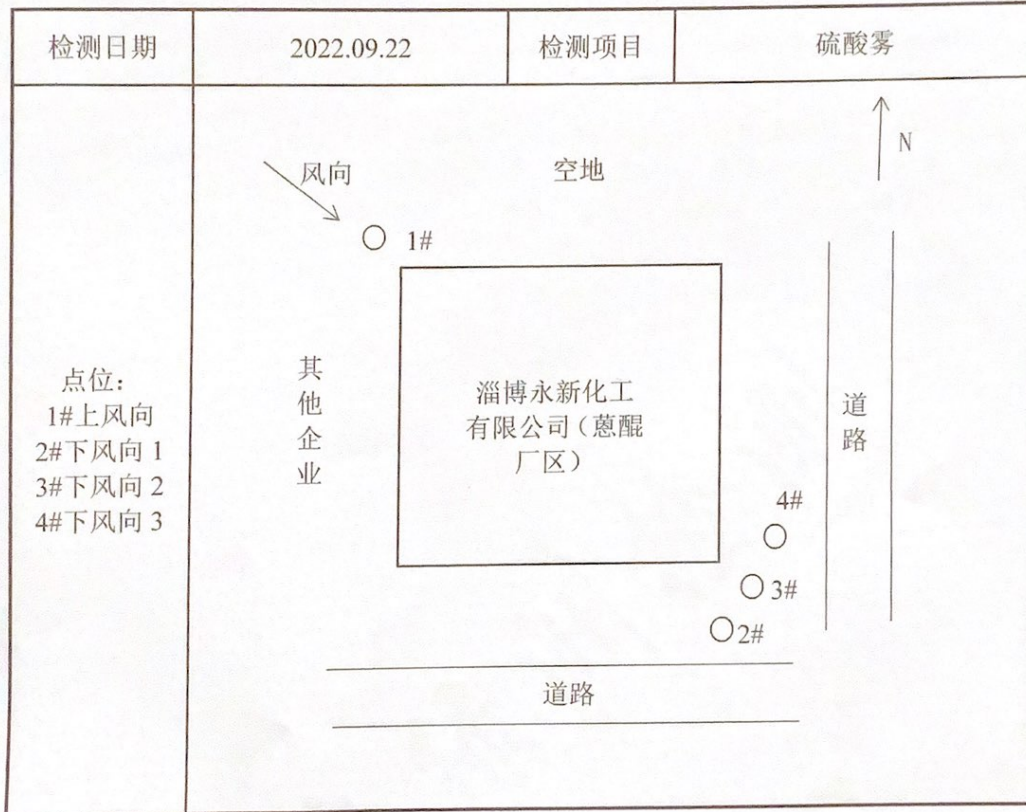 检测日期 2022.09.22 检测项目 硫酸雾
N
风向
空地
1#
点位：
1#上风向
2#下风向 1
3#下风向 2
4#下风向 3
其他企业
淄博永新化工
有限公司（蒽醌
厂区）
道路
4#
3#
2#
道路